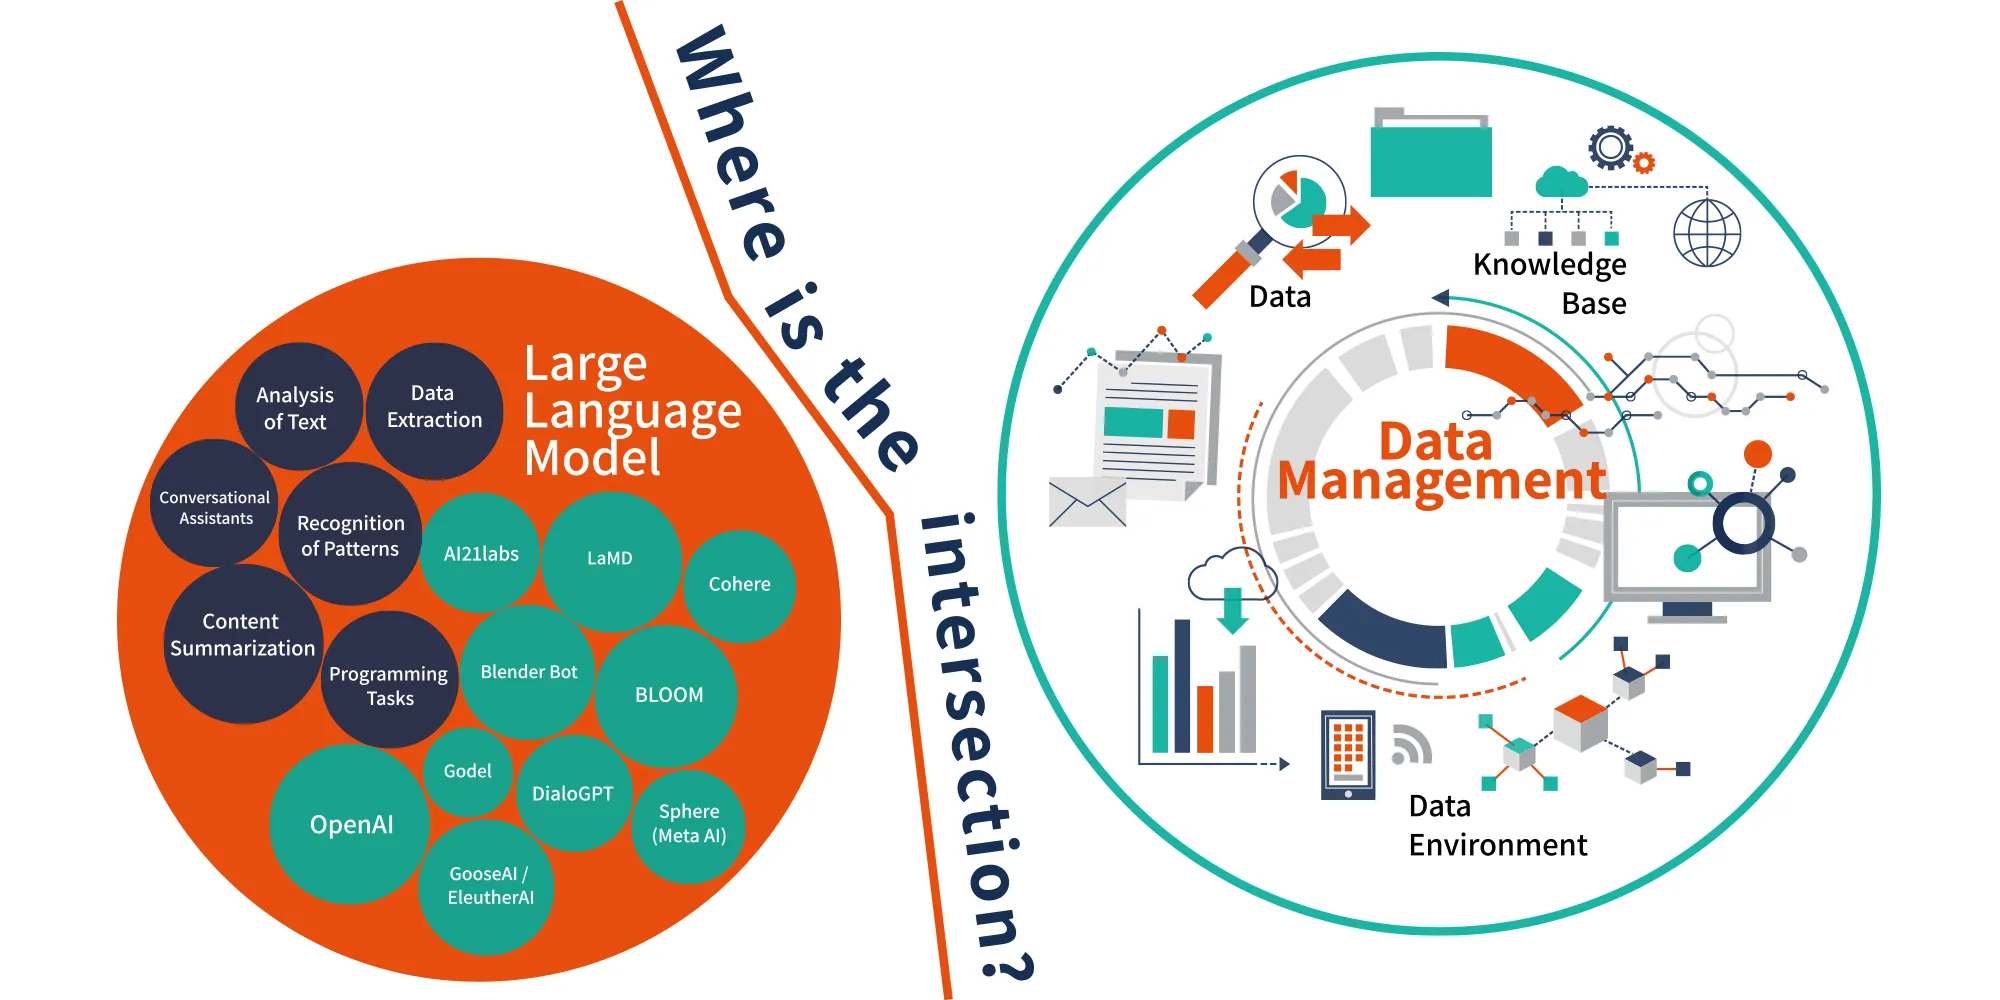 Large
Language
Model
Analysis
of Text
Data
Extraction
Conversational
Assistants
Recognition
of Patterns
Content
Summarization
Programming
Tasks
AI21labs
LaMD
Cohere
Blender Bot
BLOOM
Godel
DialoGPT
OpenAI
Sphere
(Meta AI)
GooseAI /
EleutherAI
Where is the intersection?
Data
Knowledge
Base
Data
Management
Data
Environment